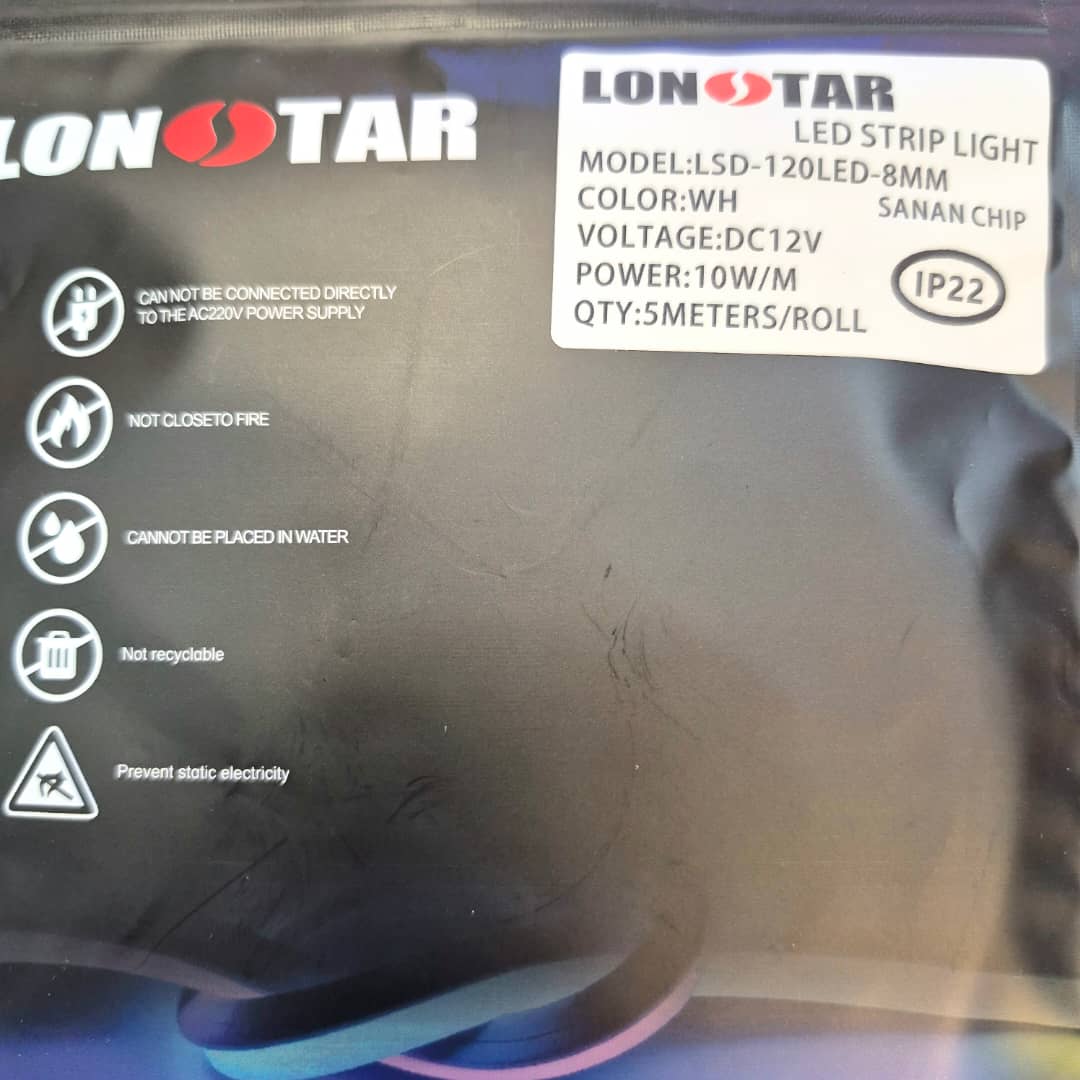 LONSTAR
CAN NOT BE CONNECTED DIRECTLY
TO THE AC220V POWER SUPPLY
NOT CLOSETO FIRE
CANNOT BE PLACED IN WATER
Not recyclable
Prevent static electricity
LONSTAR
LED STRIP LIGHT
MODEL:LSD-120LED-8MM
COLOR:WH
SANAN CHIP
VOLTAGE:DC12V
POWER:10W/M
IP22
QTY:5METERS/ROLL